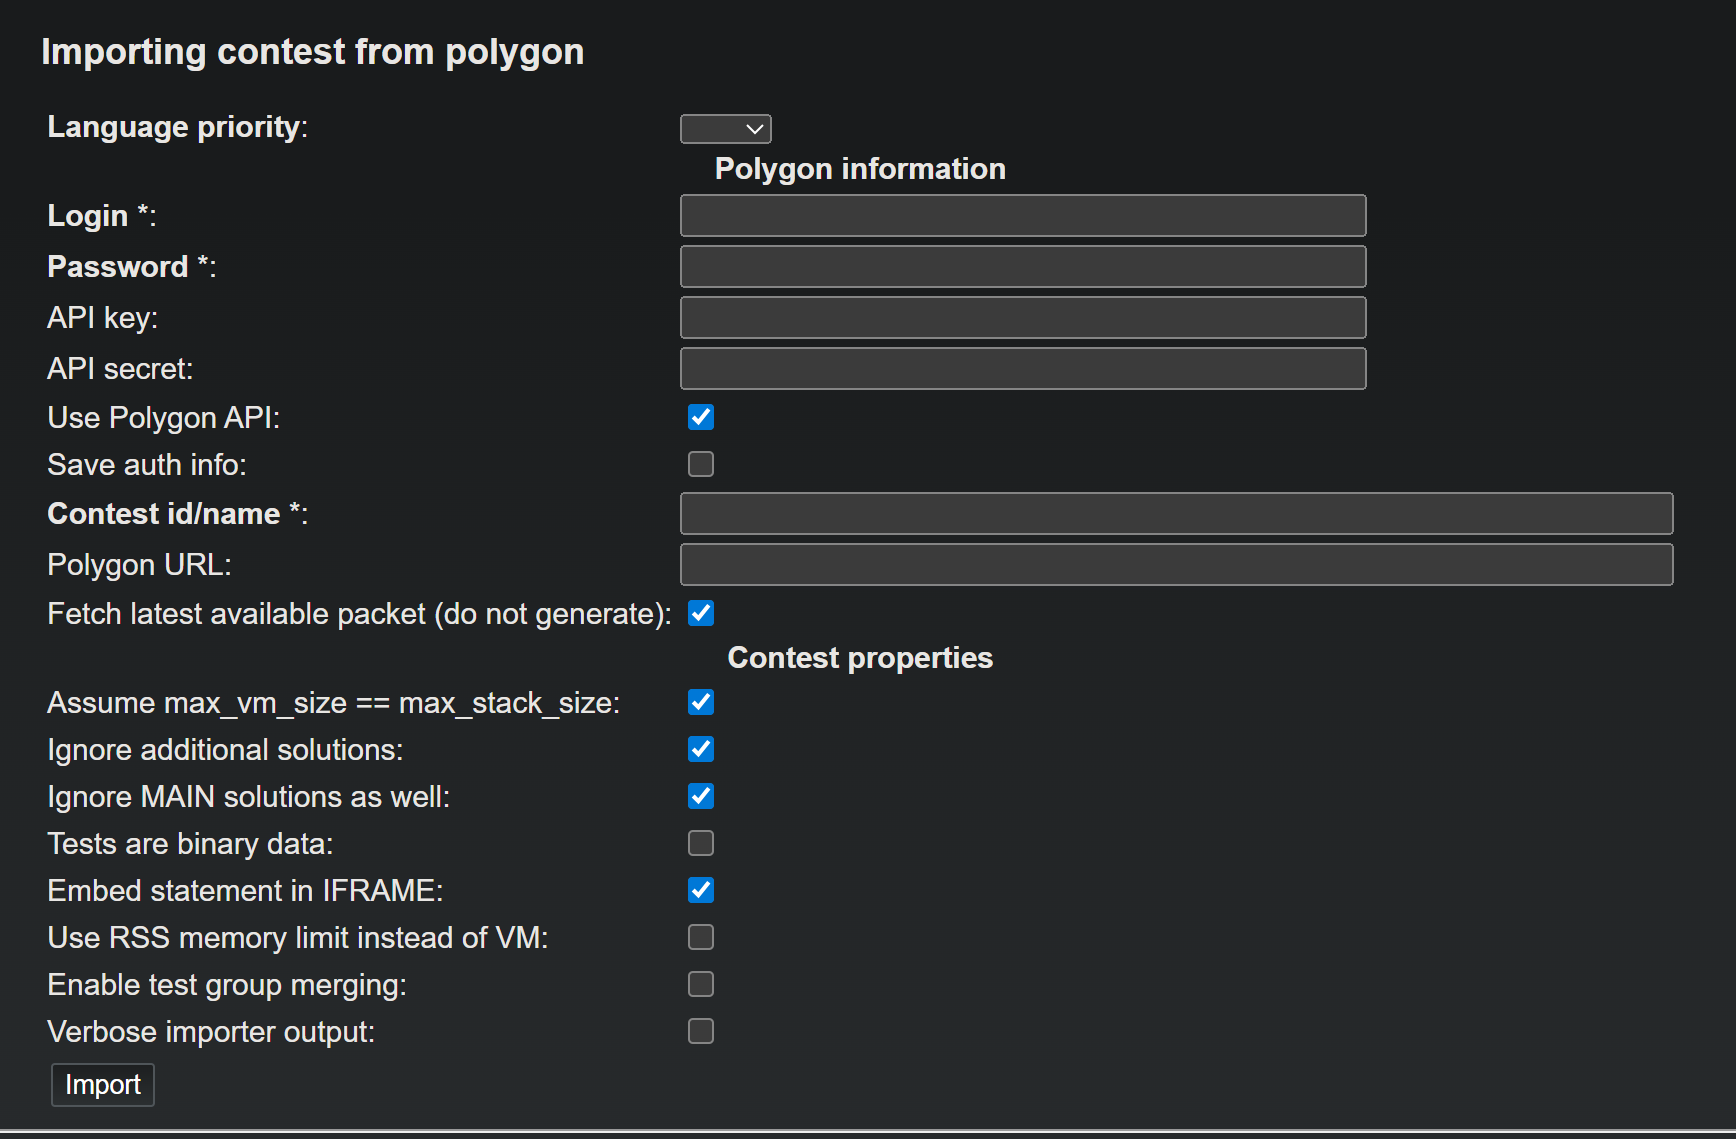 Importing contest from polygon
Language priority:
Polygon information
Login *:
Password *:
API key:
API secret:
Use Polygon API:
Save auth info:
Contest id/name *:
Polygon URL:
Fetch latest available packet (do not generate):
Contest properties
Assume max_vm_size == max_stack_size:
Ignore additional solutions:
Ignore MAIN solutions as well:
Tests are binary data:
Embed statement in IFRAME:
Use RSS memory limit instead of VM:
Enable test group merging:
Verbose importer output:
Import